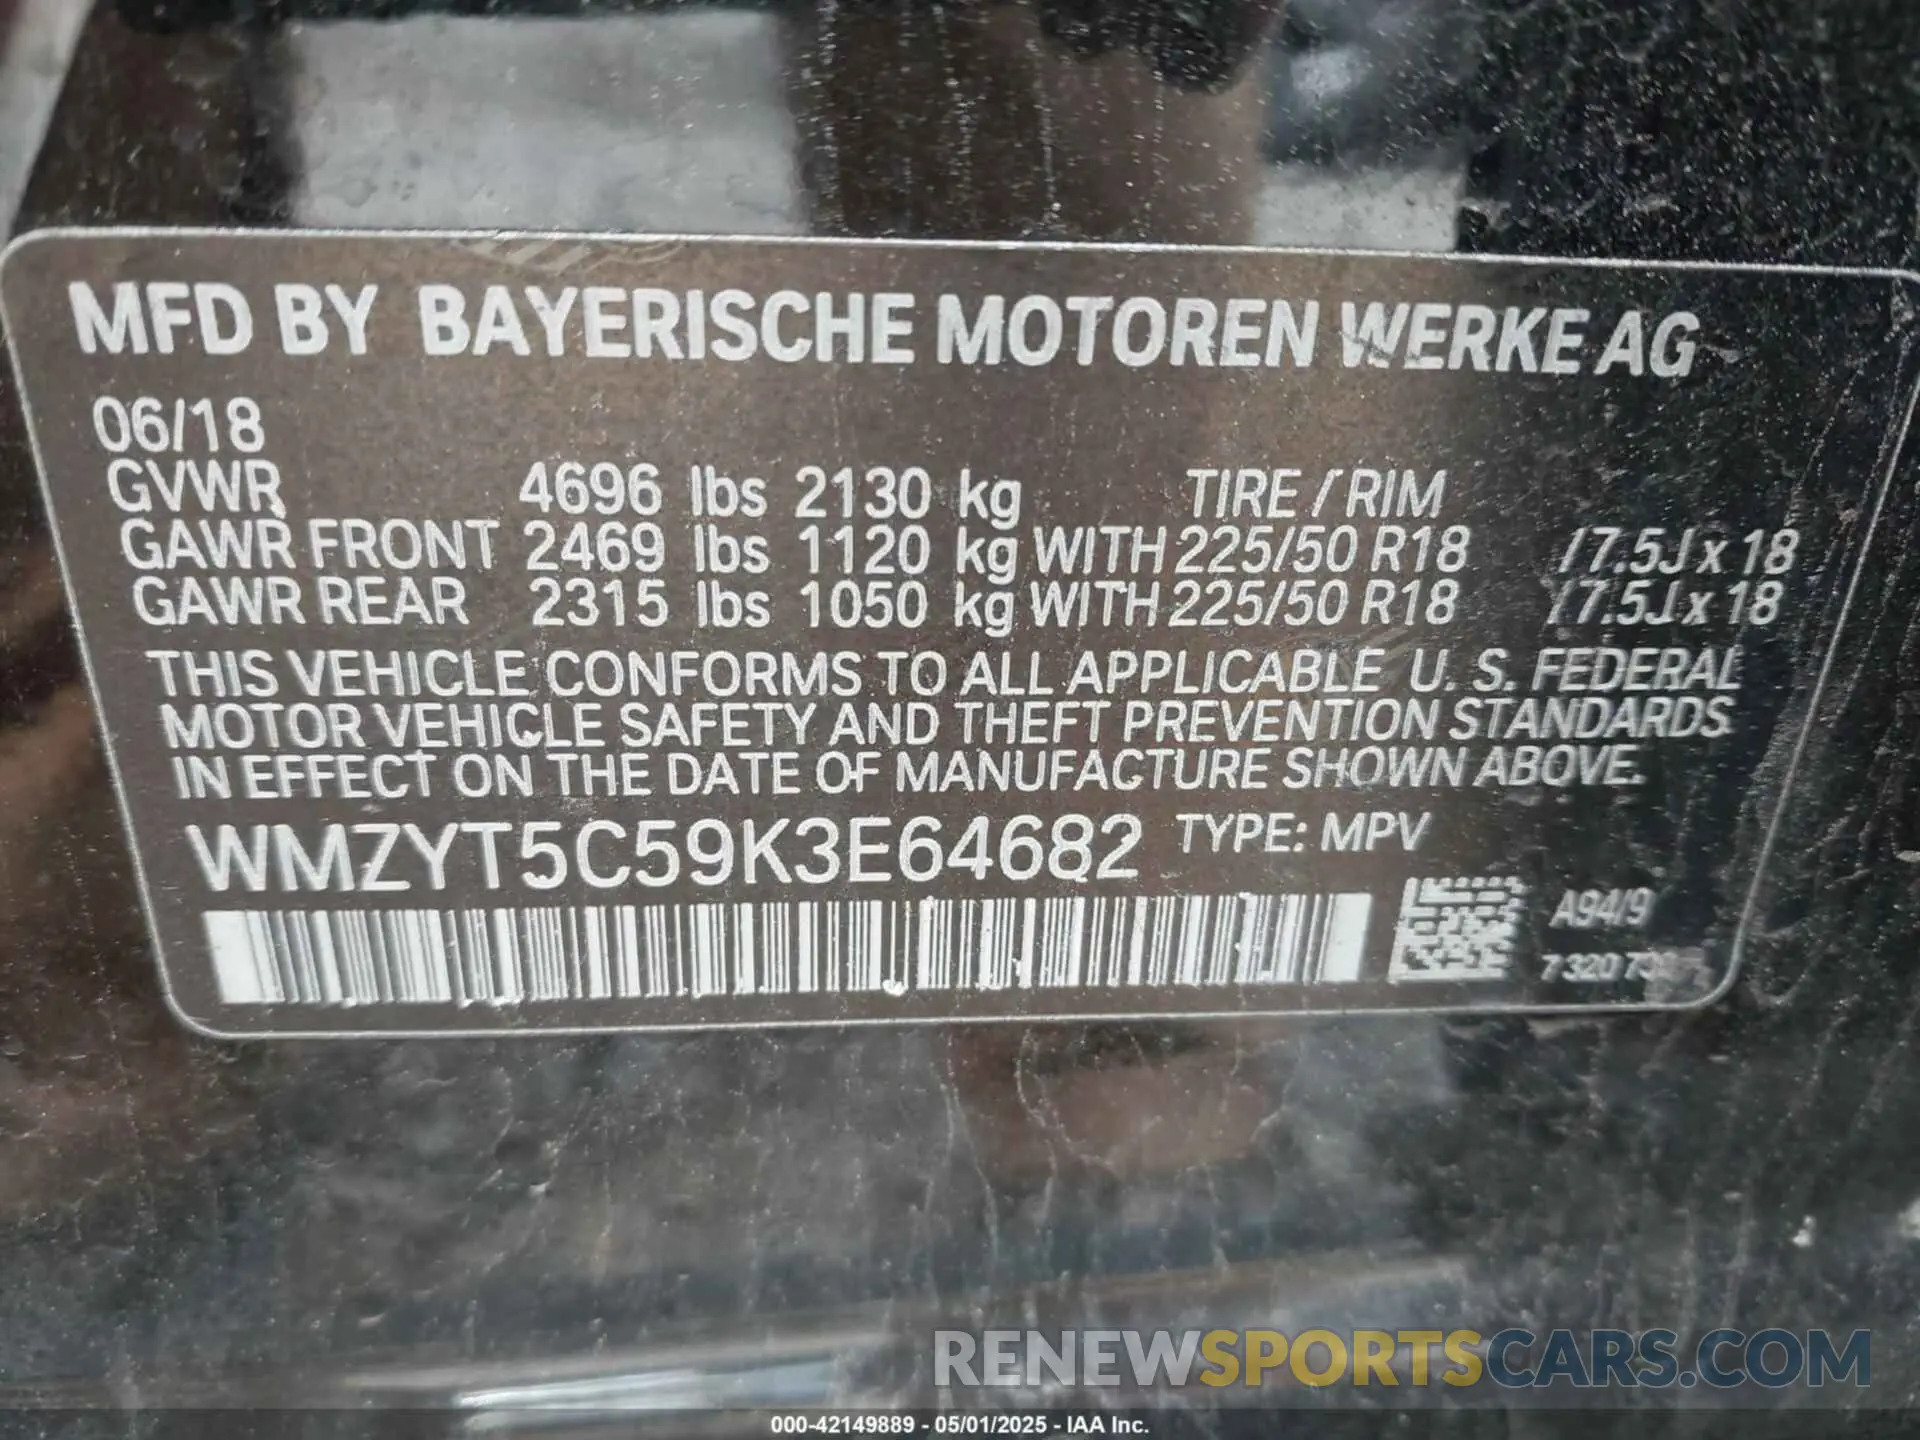 MFD BY BAYERISCHE MOTOREN WERKE AG
06/18
GVWR 4696 lbs 2130 kg TIRE / RIM
GAWR FRONT 2469 lbs 1120 kg WITH 225/50 R18 / 7.5J x 18
GAWR REAR 2315 lbs 1050 kg WITH 225/50 R18 / 7.5J x 18
THIS VEHICLE CONFORMS TO ALL APPLICABLE U. S. FEDERAL
MOTOR VEHICLE SAFETY AND THEFT PREVENTION STANDARDS
IN EFFECT ON THE DATE OF MANUFACTURE SHOWN ABOVE.
WMZYT5C59K3E64682 TYPE: MPV
A94/9
7 320
RENEWSPORTSCARS.COM
000-42149889 - 05/01/2025 - IAA Inc.